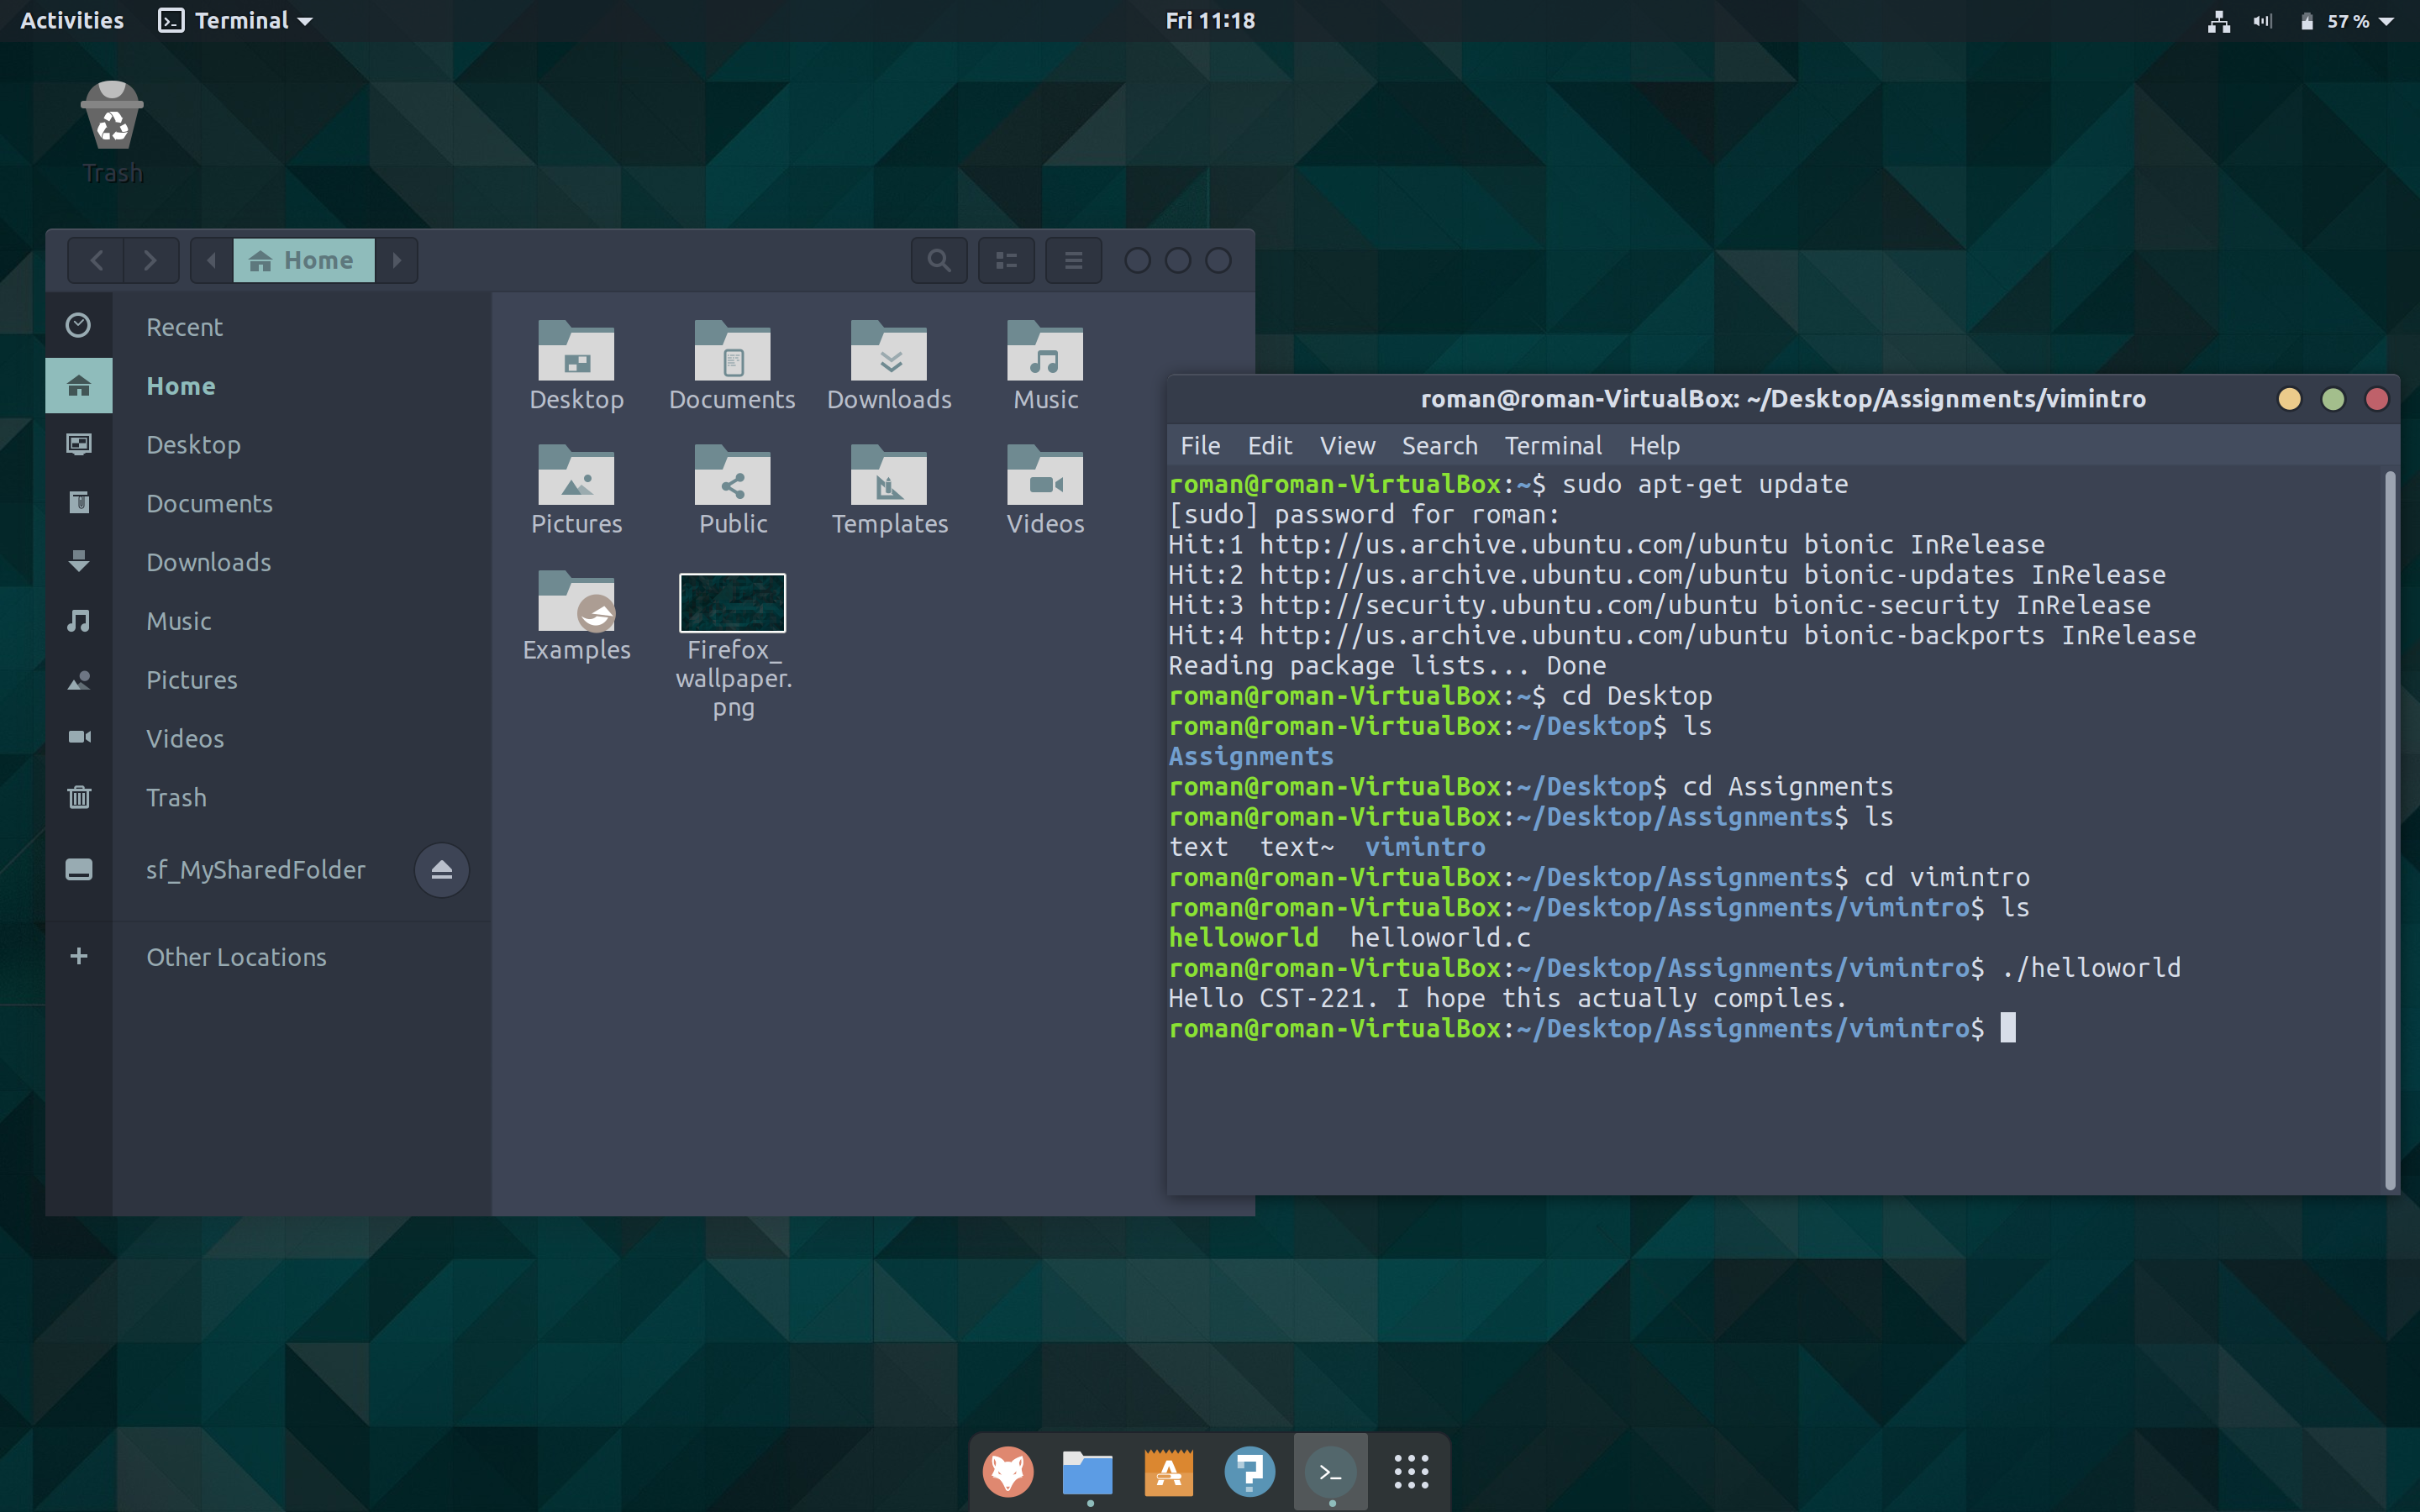 Activities Terminal Fri 11:18 57 %
Trash
Home
Recent
Home
Desktop
Documents
Downloads
Music
Pictures
Videos
Trash
sf_MySharedFolder
Other Locations
Desktop Documents Downloads Music
Pictures Public Templates Videos
Examples Firefox_
wallpaper.
png
roman@roman-VirtualBox: ~/Desktop/Assignments/vimintro
File Edit View Search Terminal Help
roman@roman-VirtualBox:~$ sudo apt-get update
[sudo] password for roman:
Hit:1 http://us.archive.ubuntu.com/ubuntu bionic InRelease
Hit:2 http://us.archive.ubuntu.com/ubuntu bionic-updates InRelease
Hit:3 http://security.ubuntu.com/ubuntu bionic-security InRelease
Hit:4 http://us.archive.ubuntu.com/ubuntu bionic-backports InRelease
Reading package lists... Done
roman@roman-VirtualBox:~$ cd Desktop
roman@roman-VirtualBox:~/Desktop$ ls
Assignments
roman@roman-VirtualBox:~/Desktop$ cd Assignments
roman@roman-VirtualBox:~/Desktop/Assignments$ ls
text  text~  vimintro
roman@roman-VirtualBox:~/Desktop/Assignments$ cd vimintro
roman@roman-VirtualBox:~/Desktop/Assignments/vimintro$ ls
helloworld  helloworld.c
roman@roman-VirtualBox:~/Desktop/Assignments/vimintro$ ./helloworld
Hello CST-221. I hope this actually compiles.
roman@roman-VirtualBox:~/Desktop/Assignments/vimintro$